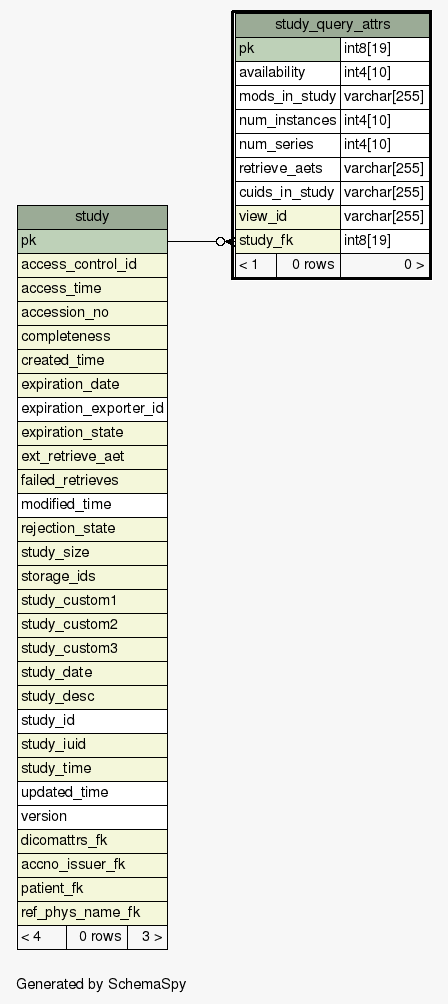 study_query_attrs
pk int8[19]
availability int4[10]
mods_in_study varchar[255]
num_instances int4[10]
num_series int4[10]
retrieve_aets varchar[255]
cuids_in_study varchar[255]
view_id varchar[255]
study_fk int8[19]
< 1 0 rows 0 >
study
pk
access_control_id
access_time
accession_no
completeness
created_time
expiration_date
expiration_exporter_id
expiration_state
ext_retrieve_aet
failed_retrieves
modified_time
rejection_state
study_size
storage_ids
study_custom1
study_custom2
study_custom3
study_date
study_desc
study_id
study_iuid
study_time
updated_time
version
dicomattrs_fk
accno_issuer_fk
patient_fk
ref_phys_name_fk
< 4 0 rows 3 >
Generated by SchemaSpy